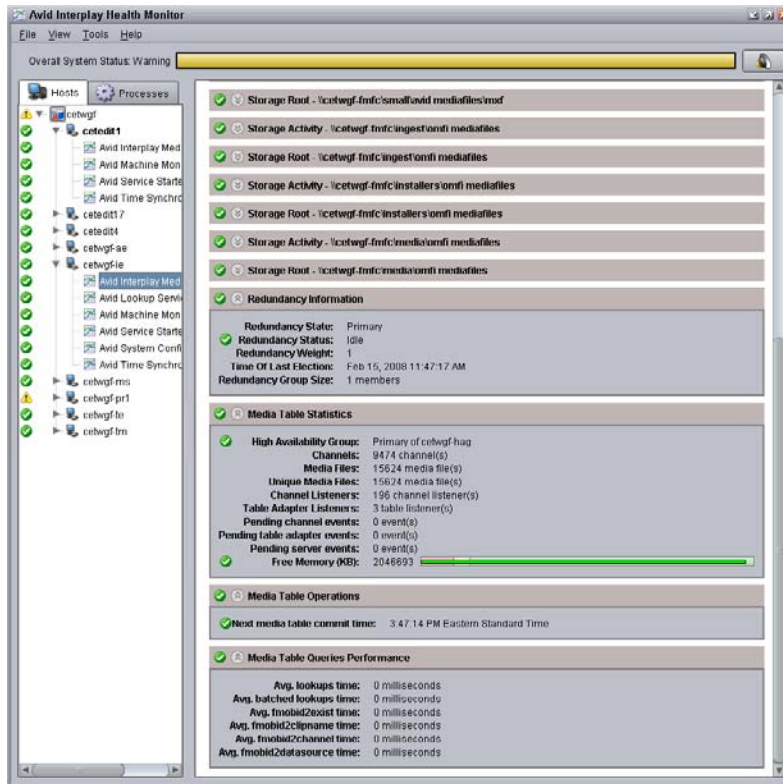 Avid Interplay Health Monitor
File View Tools Help
Overall System Status: Warning
Hosts Processes
cetwgf
cetedit1
Avid Interplay Med
Avid Machine Mon
Avid Service Starte
Avid Time Synchro
cetedit17
cetedit4
cetwgf-ae
cetwgf-ie
Avid Interplay Med
Avid Lookup Servi
Avid Machine Mon
Avid Service Starte
Avid System Confi
Avid Time Synchro
cetwgf-ms
cetwgf-pr1
cetwgf-te
cetwgf-trn
Storage Root - \\cetwgf-fmfc\small\avid mediafiles\mxf
Storage Activity - \\cetwgf-fmfc\ingest\omfi mediafiles
Storage Root - \\cetwgf-fmfc\ingest\omfi mediafiles
Storage Activity - \\cetwgf-fmfc\installers\omfi mediafiles
Storage Root - \\cetwgf-fmfc\installers\omfi mediafiles
Storage Activity - \\cetwgf-fmfc\media\omfi mediafiles
Storage Root - \\cetwgf-fmfc\media\omfi mediafiles
Redundancy Information
Redundancy State: Primary
Redundancy Status: Idle
Redundancy Weight: 1
Time Of Last Election: Feb 15, 2008 11:47:17 AM
Redundancy Group Size: 1 members
Media Table Statistics
High Availability Group: Primary of cetwgf-hag
Channels: 9474 channel(s)
Media Files: 15624 media file(s)
Unique Media Files: 15624 media file(s)
Channel Listeners: 196 channel listener(s)
Table Adapter Listeners: 3 table listener(s)
Pending channel events: 0 event(s)
Pending table adapter events: 0 event(s)
Pending server events: 0 event(s)
Free Memory (KB): 2046693
Media Table Operations
Next media table commit time: 3:47:14 PM Eastern Standard Time
Media Table Queries Performance
Avg. lookups time: 0 milliseconds
Avg. batched lookups time: 0 milliseconds
Avg. fmobid2exist time: 0 milliseconds
Avg. fmobid2clipname time: 0 milliseconds
Avg. fmobid2channel time: 0 milliseconds
Avg. fmobid2datasource time: 0 milliseconds